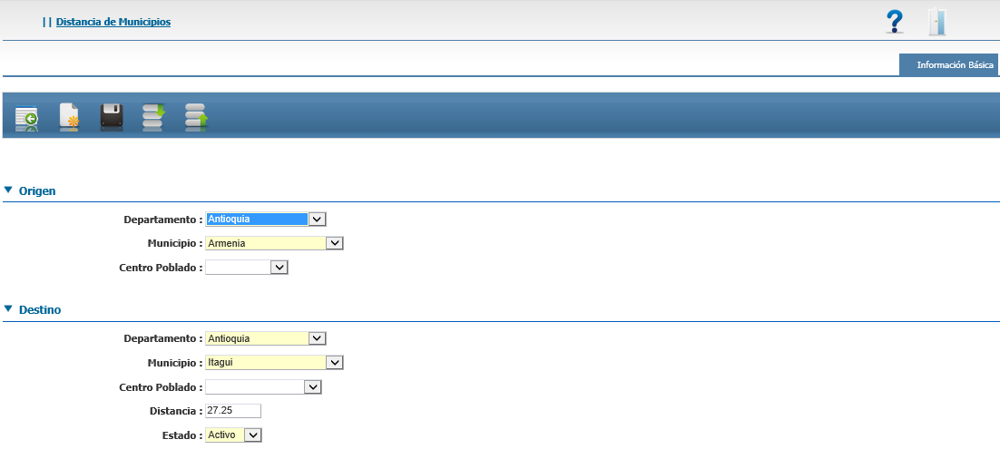 || Distancia de Municipios
Información Básica
Origen
Departamento : Antioquia
Municipio : Armenia
Centro Poblado :
Destino
Departamento : Antioquia
Municipio : Itagui
Centro Poblado :
Distancia : 27.25
Estado : Activo